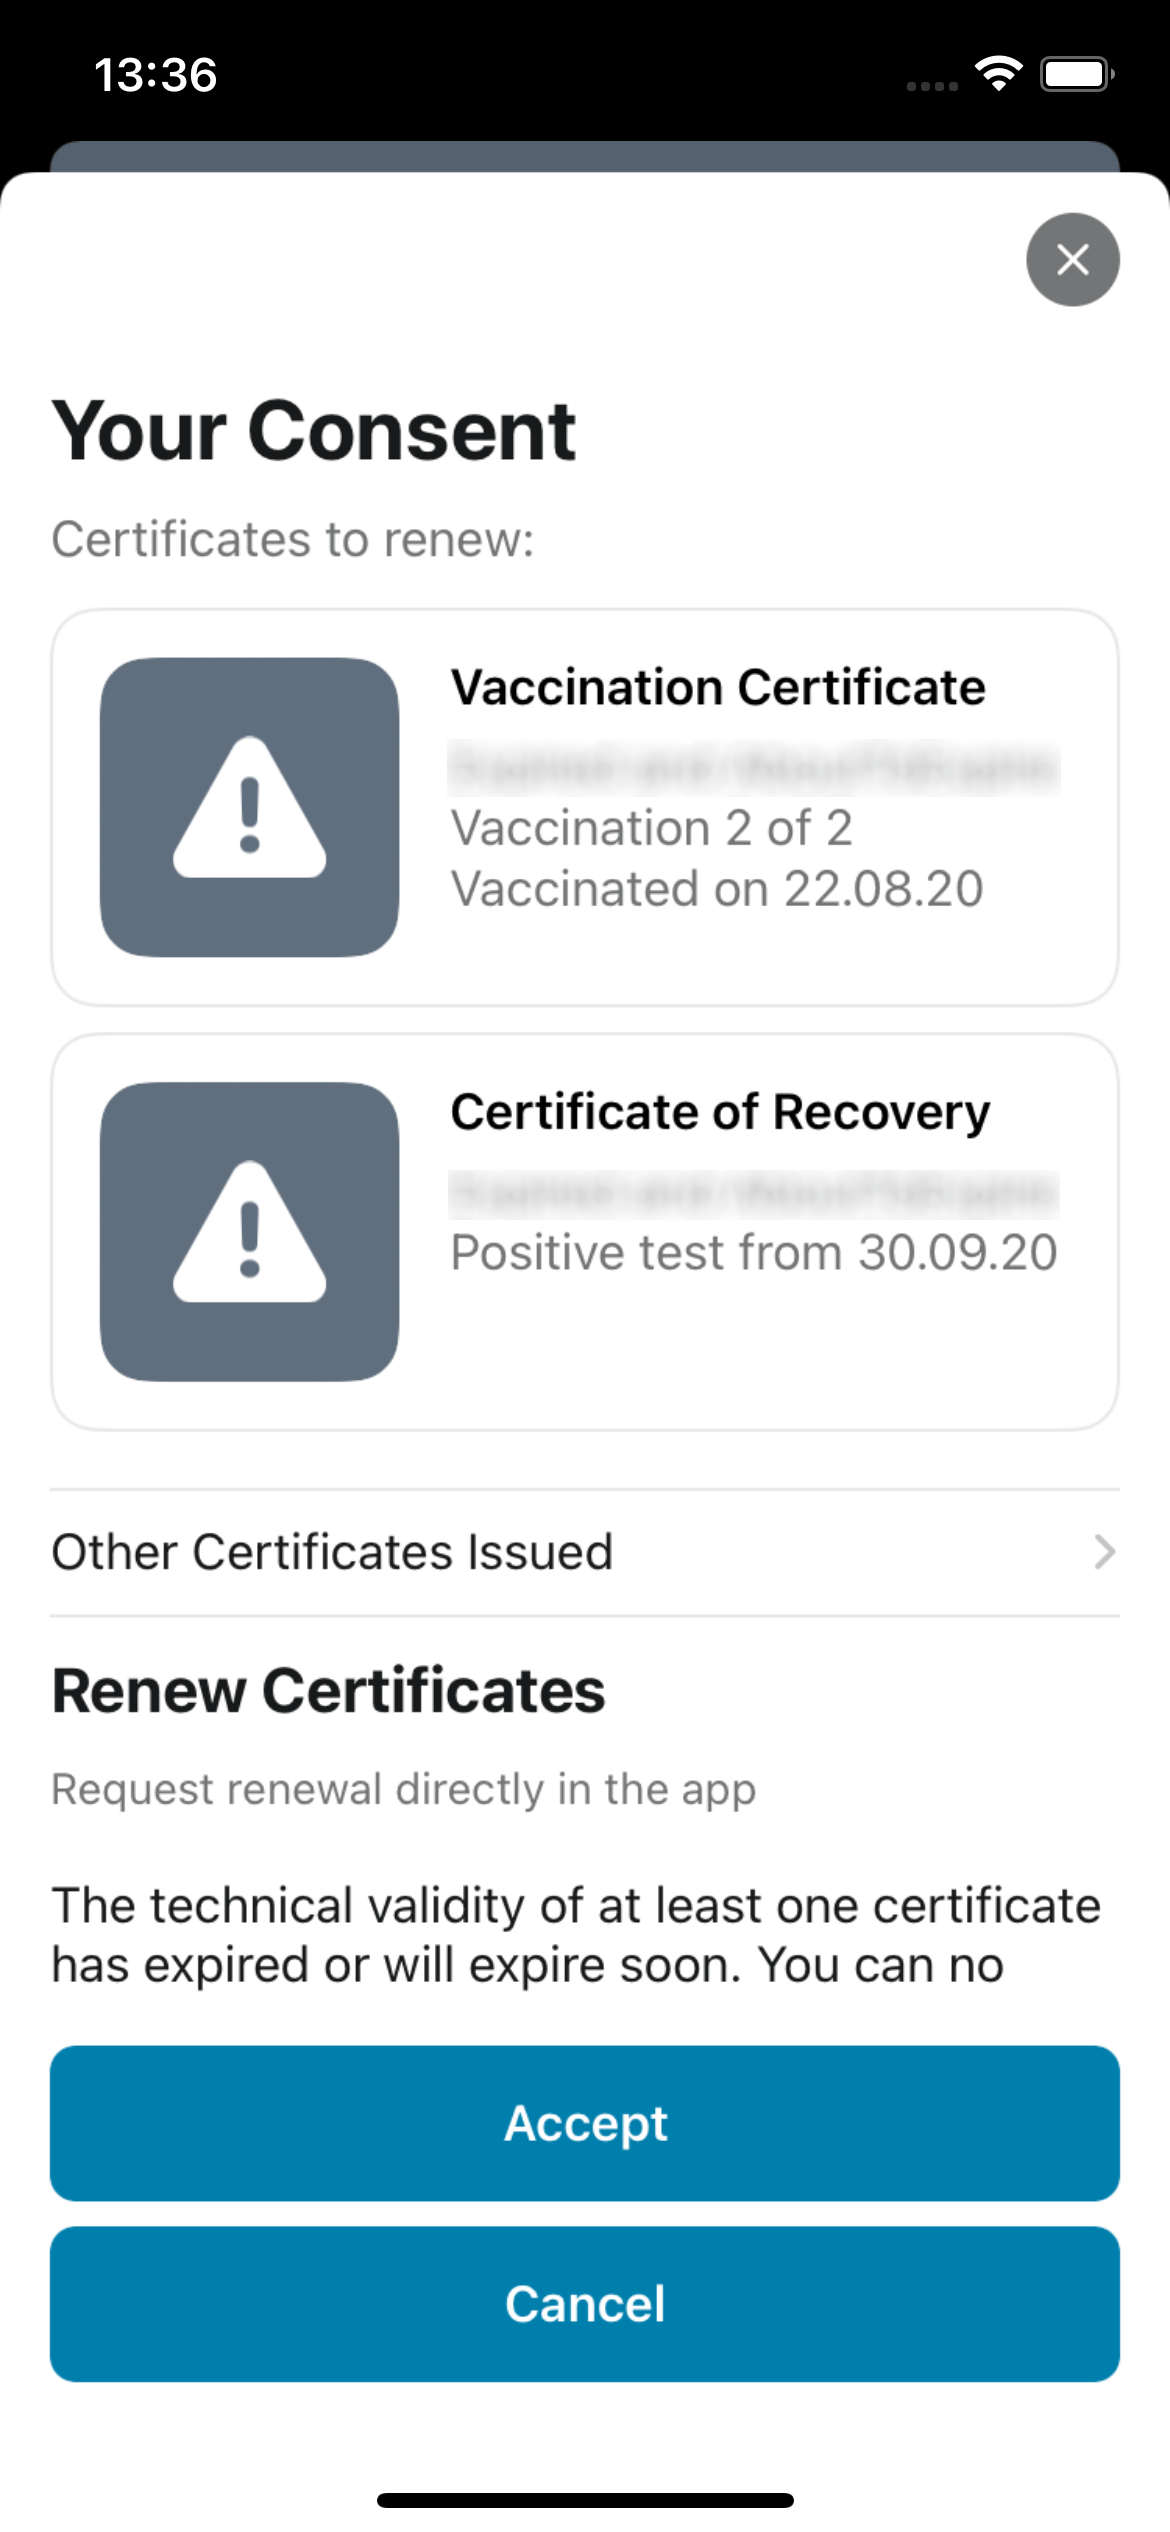 13:36
Your Consent
Certificates to renew:
Vaccination Certificate
Vaccination 2 of 2
Vaccinated on 22.08.20
Certificate of Recovery
Positive test from 30.09.20
Other Certificates Issued
Renew Certificates
Request renewal directly in the app
The technical validity of at least one certificate
has expired or will expire soon. You can no
Accept
Cancel